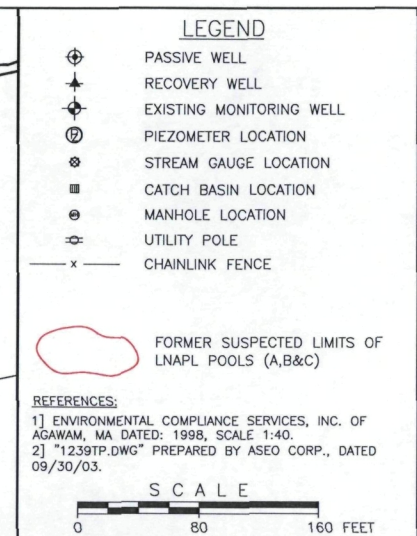 LEGEND
PASSIVE WELL
RECOVERY WELL
EXISTING MONITORING WELL
PIEZOMETER LOCATION
STREAM GAUGE LOCATION
CATCH BASIN LOCATION
MANHOLE LOCATION
UTILITY POLE
x CHAINLINK FENCE
FORMER SUSPECTED LIMITS OF
LNAPL POOLS (A,B&C)
REFERENCES:
1] ENVIRONMENTAL COMPLIANCE SERVICES, INC. OF
AGAWAM, MA DATED: 1998, SCALE 1:40.
2] "1239TP.DWG" PREPARED BY ASEO CORP., DATED
09/30/03.
SCALE
0 80 160 FEET